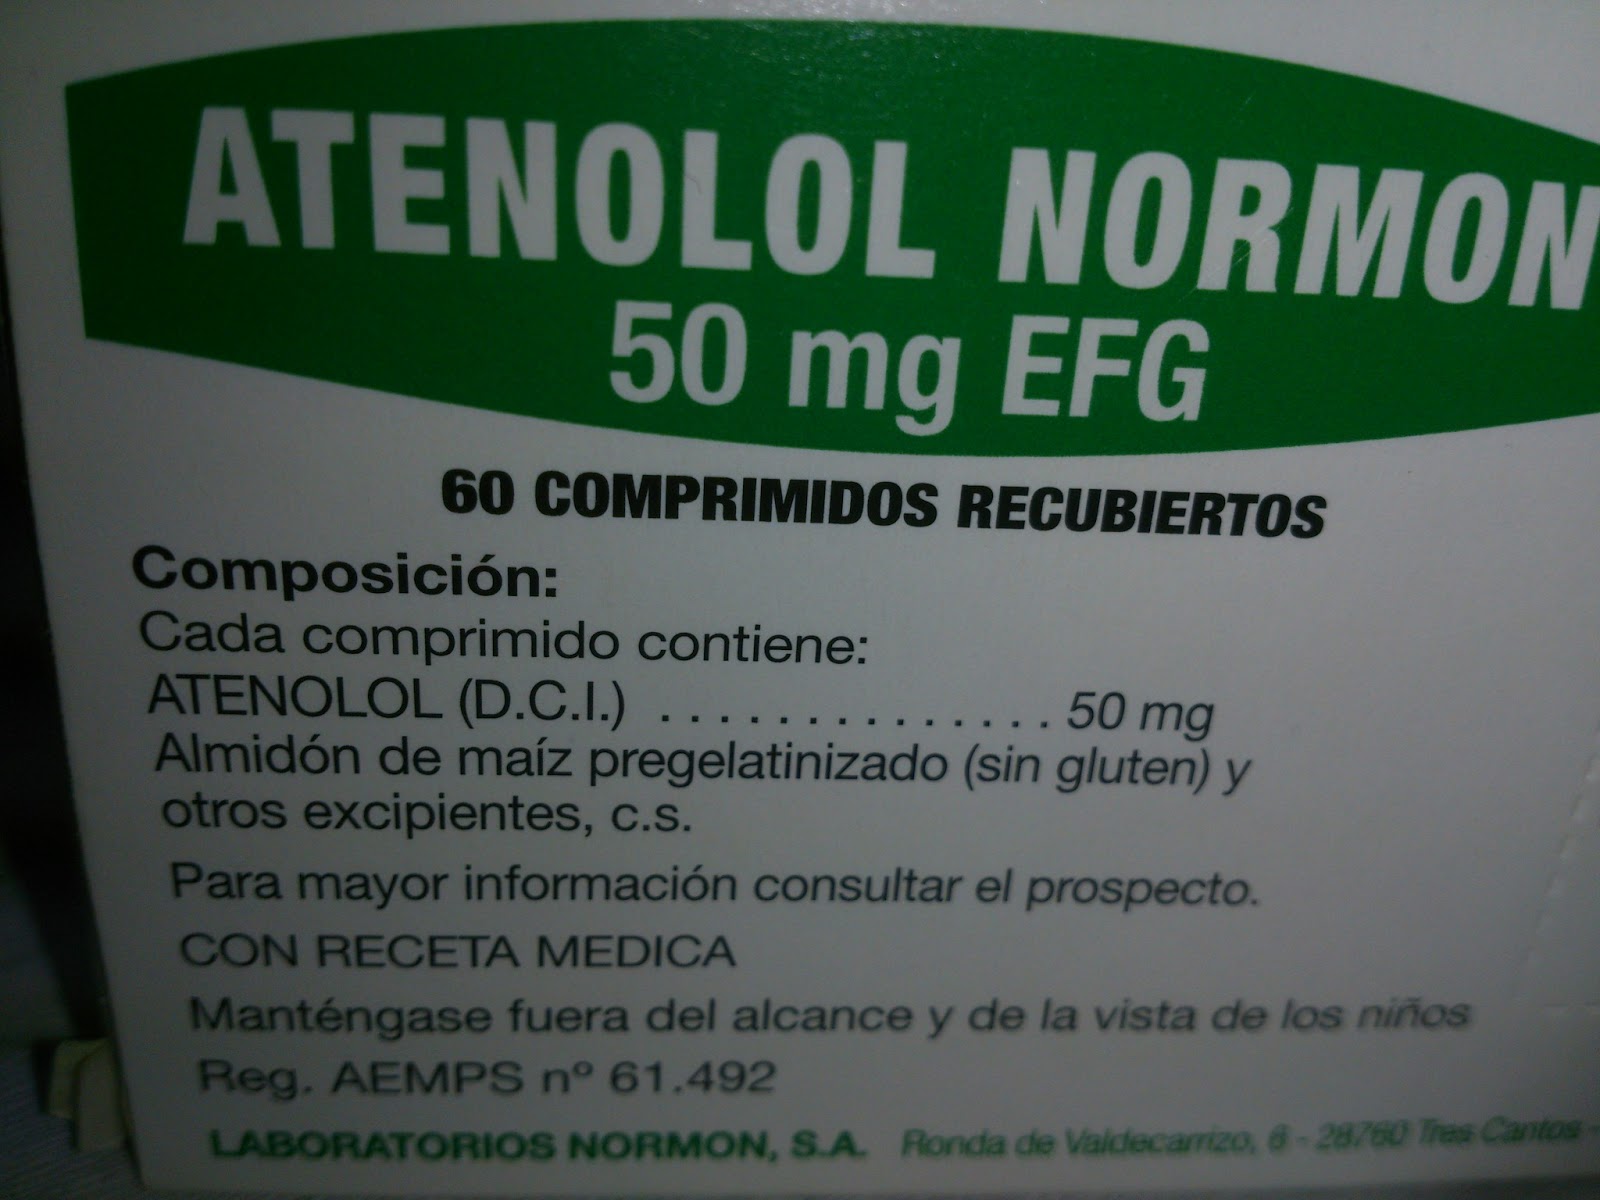 ATENOLOL NORMON
50 mg EFG
60 COMPRIMIDOS RECUBIERTOS
Composición:
Cada comprimido contiene:
ATENOLOL (D.C.I.) . . . . . . . . . . . . . . . 50 mg
Almidón de maíz pregelatinizado (sin gluten) y
otros excipientes, c.s.
Para mayor información consultar el prospecto.
CON RECETA MEDICA
Manténgase fuera del alcance y de la vista de los niños
Reg. AEMPS nº 61.492
LABORATORIOS NORMON, S.A. Ronda de Valdecarrizo, 6 - 28760 Tres Cantos -